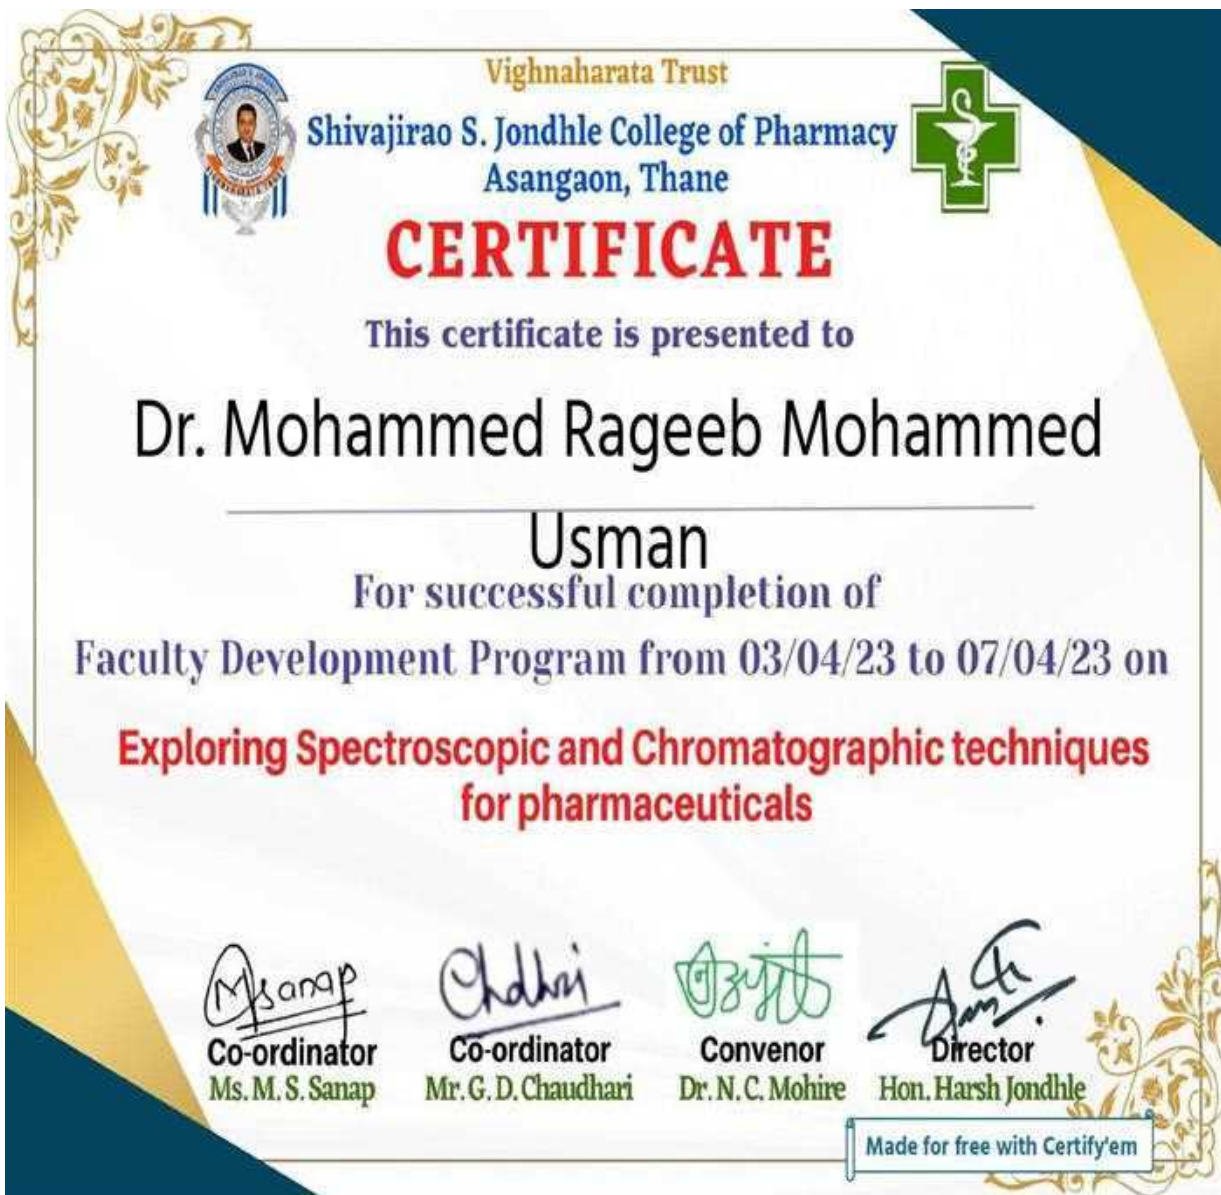 Vighnaharata Trust
Shivajirao S. Jondhle College of Pharmacy
Asangaon, Thane
CERTIFICATE
This certificate is presented to
Dr. Mohammed Rageeb Mohammed
Usman
For successful completion of
Faculty Development Program from 03/04/23 to 07/04/23 on
Exploring Spectroscopic and Chromatographic techniques
for pharmaceuticals
Msanap
Co-ordinator Co-ordinator Convenor Director
Ms. M. S. Sanap Mr. G. D. Chaudhari Dr. N. C. Mohire Hon. Harsh Jondhle
Made for free with Certify'em